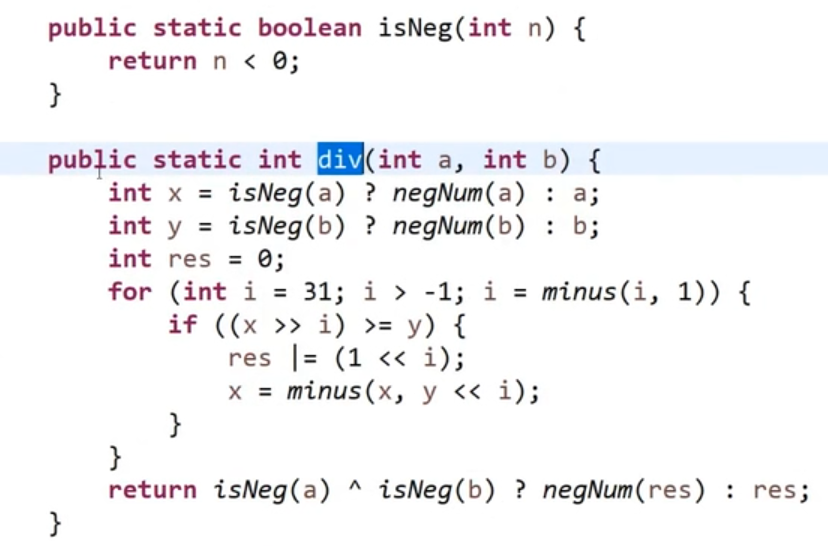 public static boolean isNeg(int n) {
    return n < 0;
}

public static int div(int a, int b) {
    int x = isNeg(a) ? negNum(a) : a;
    int y = isNeg(b) ? negNum(b) : b;
    int res = 0;
    for (int i = 31; i > -1; i = minus(i, 1)) {
        if ((x >> i) >= y) {
            res |= (1 << i);
            x = minus(x, y << i);
        }
    }
    return isNeg(a) ^ isNeg(b) ? negNum(res) : res;
}